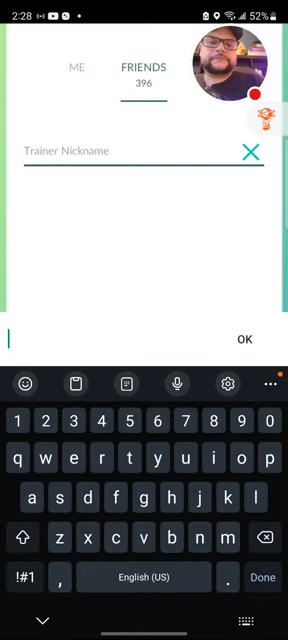 2:28
52%
ME
FRIENDS
396
Trainer Nickname
OK
1 2 3 4 5 6 7 8 9 0
q w e r t y u i o p
a s d f g h j k l
z x c v b n m
!#1 , English (US) . Done